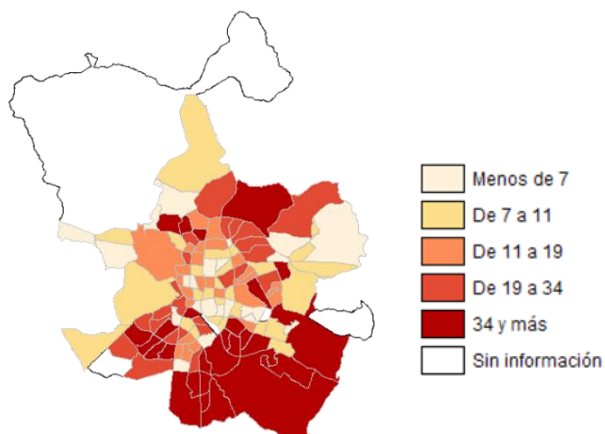 Menos de 7
De 7 a 11
De 11 a 19
De 19 a 34
34 y más
Sin información